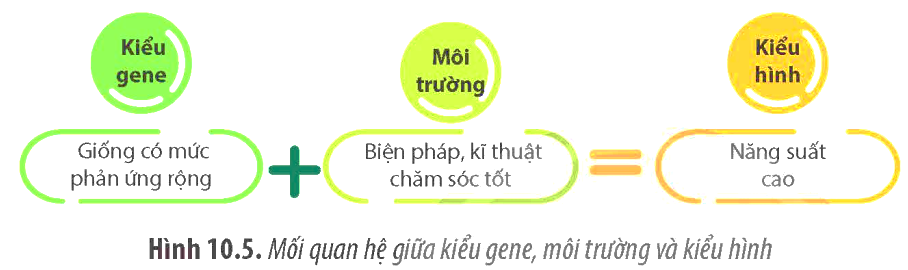 Kiểu
gene
Môi
trường
Kiểu
hình
Giống có mức
phản ứng rộng
+
Biện pháp, kĩ thuật
chăm sóc tốt
=
Năng suất
cao
Hình 10.5. Mối quan hệ giữa kiểu gene, môi trường và kiểu hình